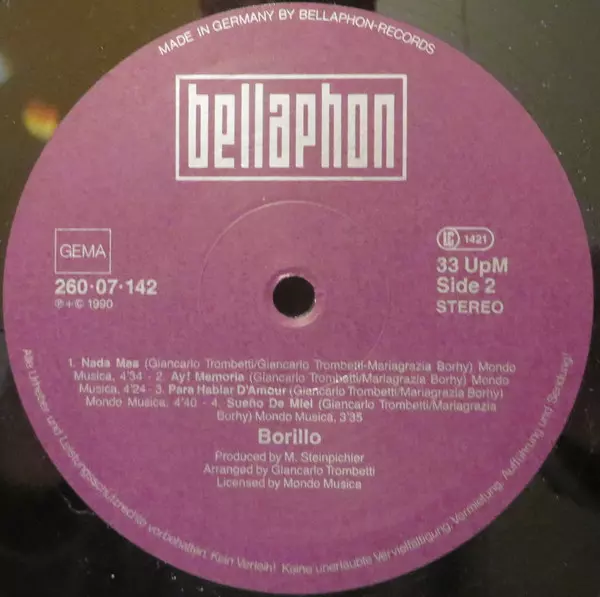 MADE IN GERMANY BY BELLAPHON-RECORDS
bellaphon
GEMA
LC 1421
260·07·142
℗+© 1990
33 UpM
Side 2
STEREO
1. Nada Mas (Giancarlo Trombetti/Giancarlo Trombetti-Mariagrazia Borhy) Mondo
Musica, 4'34 - 2. Ay! Memoria (Giancarlo Trombetti/Mariagrazia Borhy) Mondo
Musica, 4'24 - 3. Para Hablar D'Amour (Giancarlo Trombetti/Mariagrazia Borhy)
Mondo Musica, 4'40 - 4. Sueño De Miel (Giancarlo Trombetti/Mariagrazia
Borhy) Mondo Musica, 3'35
Borillo
Produced by M. Steinpichler
Arranged by Giancarlo Trombetti
Licensed by Mondo Musica
Alle Urheber und Leistungsschutzrechte vorbehalten. Kein Verleih! Keine unerlaubte Vervielfältigung, Vermietung, Aufführung und Sendung!